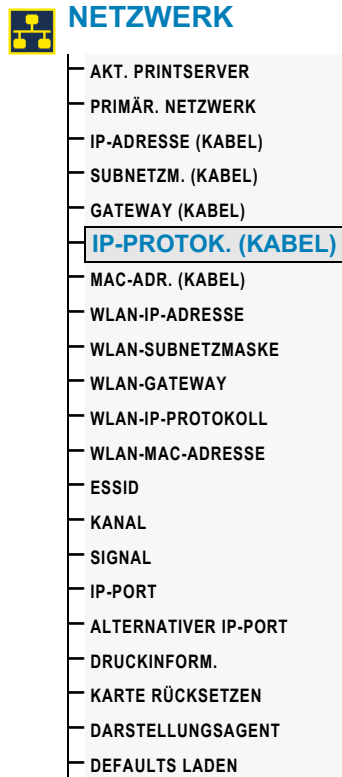 NETZWERK
AKT. PRINTSERVER
PRIMÄR. NETZWERK
IP-ADRESSE (KABEL)
SUBNETZM. (KABEL)
GATEWAY (KABEL)
IP-PROTOK. (KABEL)
MAC-ADR. (KABEL)
WLAN-IP-ADRESSE
WLAN-SUBNETZMASKE
WLAN-GATEWAY
WLAN-IP-PROTOKOLL
WLAN-MAC-ADRESSE
ESSID
KANAL
SIGNAL
IP-PORT
ALTERNATIVER IP-PORT
DRUCKINFORM.
KARTE RÜCKSETZEN
DARSTELLUNGSAGENT
DEFAULTS LADEN